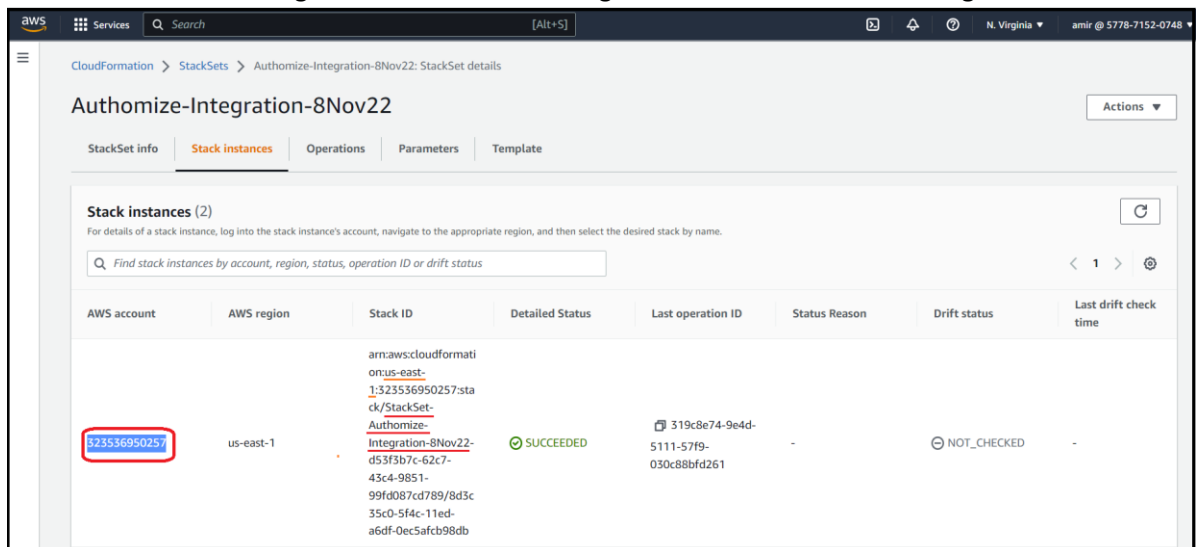 aws Services Search [Alt+S] N. Virginia ▼ amir @ 5778-7152-0748 ▼
CloudFormation > StackSets > Authomize-Integration-8Nov22: StackSet details
Authomize-Integration-8Nov22
Actions ▼
StackSet info Stack instances Operations Parameters Template
Stack instances (2)
For details of a stack instance, log into the stack instance's account, navigate to the appropriate region, and then select the desired stack by name.
Find stack instances by account, region, status, operation ID or drift status
< 1 >
AWS account AWS region Stack ID Detailed Status Last operation ID Status Reason Drift status Last drift check
time
arn:aws:cloudformati
on:us-east-
1:323536950257:sta
ck/StackSet-
Authomize-
Integration-8Nov22-
d53f3b7c-62c7-
43c4-9851-
99fd087cd789/8d3c
35c0-5f4c-11ed-
a6df-0ec5afcb98db
323536950257 us-east-1 SUCCEEDED
319c8e74-9e4d-
5111-57f9-
030c88bfd261
- NOT_CHECKED -